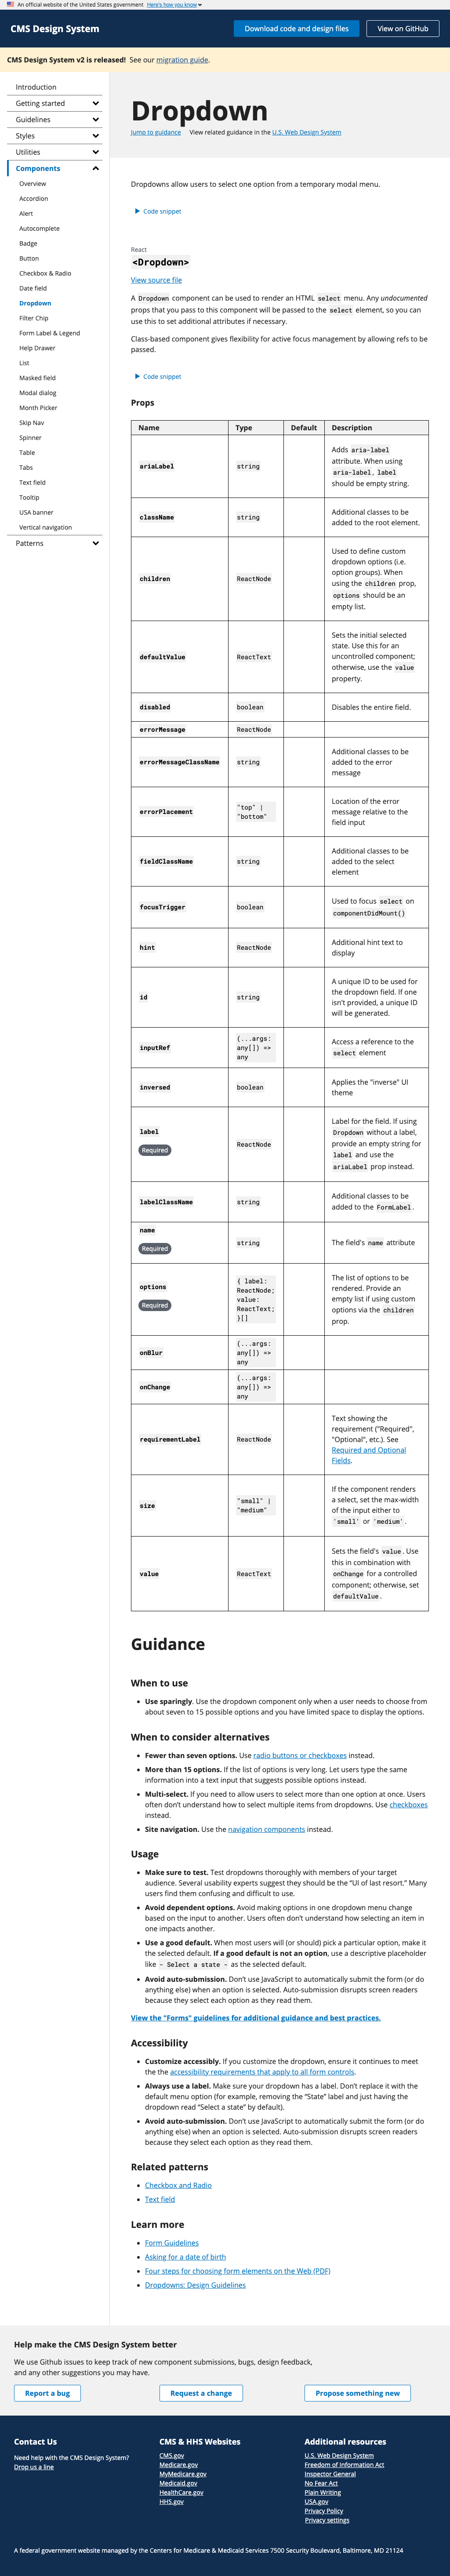 An official website of the United States government Here's how you know
CMS Design System
Download code and design files
View on GitHub
CMS Design System v2 is released! See our migration guide.
Introduction
Getting started
Guidelines
Styles
Utilities
Components
Overview
Accordion
Alert
Autocomplete
Badge
Button
Checkbox & Radio
Date field
Dropdown
Filter Chip
Form Label & Legend
Help Drawer
List
Masked field
Modal dialog
Month Picker
Skip Nav
Spinner
Table
Tabs
Text field
Tooltip
USA banner
Vertical navigation
Patterns
Dropdown
Jump to guidance View related guidance in the U.S. Web Design System
Dropdowns allow users to select one option from a temporary modal menu.
Code snippet
React
<Dropdown>
View source file
A Dropdown component can be used to render an HTML select menu. Any undocumented
props that you pass to this component will be passed to the select element, so you can
use this to set additional attributes if necessary.
Class-based component gives flexibility for active focus management by allowing refs to be
passed.
Code snippet
Props
Name Type Default Description
ariaLabel string Adds aria-label
attribute. When using
aria-label, label
should be empty string.
className string Additional classes to be
added to the root element.
children ReactNode Used to define custom
dropdown options (i.e.
option groups). When
using the children prop,
options should be an
empty list.
defaultValue ReactText Sets the initial selected
state. Use this for an
uncontrolled component;
otherwise, use the value
property.
disabled boolean Disables the entire field.
errorMessage ReactNode
errorMessageClassName string Additional classes to be
added to the error
message
errorPlacement "top" |
"bottom" Location of the error
message relative to the
field input
fieldClassName string Additional classes to be
added to the select
element
focusTrigger boolean Used to focus select on
componentDidMount()
hint ReactNode Additional hint text to
display
id string A unique ID to be used for
the dropdown field. If one
isn't provided, a unique ID
will be generated.
inputRef (...args:
any[]) =>
any Access a reference to the
select element
inversed boolean Applies the "inverse" UI
theme
label
Required ReactNode Label for the field. If using
Dropdown without a label,
provide an empty string for
label and use the
ariaLabel prop instead.
labelClassName string Additional classes to be
added to the FormLabel.
name
Required string The field's name attribute
options
Required { label:
ReactNode;
value:
ReactText;
}[] The list of options to be
rendered. Provide an
empty list if using custom
options via the children
prop.
onBlur (...args:
any[]) =>
any
onChange (...args:
any[]) =>
any
requirementLabel ReactNode Text showing the
requirement ("Required",
"Optional", etc.). See
Required and Optional
Fields.
size "small" |
"medium" If the component renders
a select, set the max-width
of the input either to
'small' or 'medium'.
value ReactText Sets the field's value. Use
this in combination with
onChange for a controlled
component; otherwise, set
defaultValue.
Guidance
When to use
Use sparingly. Use the dropdown component only when a user needs to choose from
about seven to 15 possible options and you have limited space to display the options.
When to consider alternatives
Fewer than seven options. Use radio buttons or checkboxes instead.
More than 15 options. If the list of options is very long. Let users type the same
information into a text input that suggests possible options instead.
Multi-select. If you need to allow users to select more than one option at once. Users
often don't understand how to select multiple items from dropdowns. Use checkboxes
instead.
Site navigation. Use the navigation components instead.
Usage
Make sure to test. Test dropdowns thoroughly with members of your target
audience. Several usability experts suggest they should be the “UI of last resort.” Many
users find them confusing and difficult to use.
Avoid dependent options. Avoid making options in one dropdown menu change
based on the input to another. Users often don't understand how selecting an item in
one impacts another.
Use a good default. When most users will (or should) pick a particular option, make it
the selected default. If a good default is not an option, use a descriptive placeholder
like - Select a state - as the selected default.
Avoid auto-submission. Don't use JavaScript to automatically submit the form (or do
anything else) when an option is selected. Auto-submission disrupts screen readers
because they select each option as they read them.
View the "Forms" guidelines for additional guidance and best practices.
Accessibility
Customize accessibly. If you customize the dropdown, ensure it continues to meet
the the accessibility requirements that apply to all form controls.
Always use a label. Make sure your dropdown has a label. Don't replace it with the
default menu option (for example, removing the “State” label and just having the
dropdown read “Select a state” by default).
Avoid auto-submission. Don't use JavaScript to automatically submit the form (or do
anything else) when an option is selected. Auto-submission disrupts screen readers
because they select each option as they read them.
Related patterns
Checkbox and Radio
Text field
Learn more
Form Guidelines
Asking for a date of birth
Four steps for choosing form elements on the Web (PDF)
Dropdowns: Design Guidelines
Help make the CMS Design System better
We use Github issues to keep track of new component submissions, bugs, design feedback,
and any other suggestions you may have.
Report a bug
Request a change
Propose something new
Contact Us
Need help with the CMS Design System?
Drop us a line
CMS & HHS Websites
CMS.gov
Medicare.gov
MyMedicare.gov
Medicaid.gov
HealthCare.gov
HHS.gov
Additional resources
U.S. Web Design System
Freedom of Information Act
Inspector General
No Fear Act
Plain Writing
USA.gov
Privacy Policy
Privacy settings
A federal government website managed by the Centers for Medicare & Medicaid Services 7500 Security Boulevard, Baltimore, MD 21124